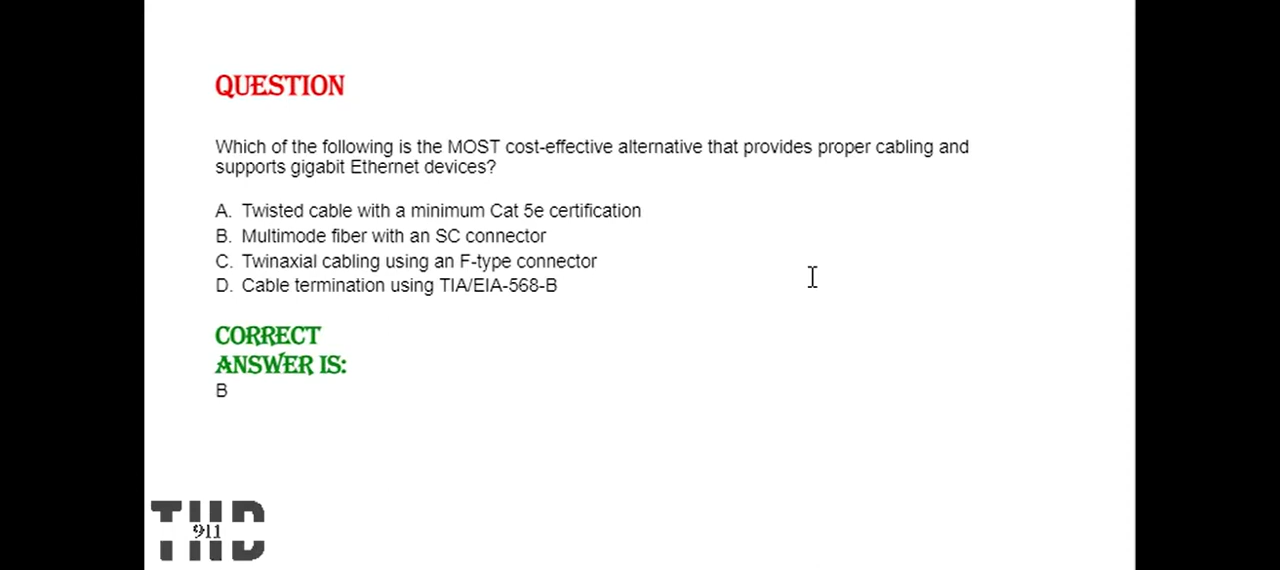 QUESTION
Which of the following is the MOST cost-effective alternative that provides proper cabling and
supports gigabit Ethernet devices?
A. Twisted cable with a minimum Cat 5e certification
B. Multimode fiber with an SC connector
C. Twinaxial cabling using an F-type connector
D. Cable termination using TIA/EIA-568-B
CORRECT
ANSWER IS:
B
THD
911